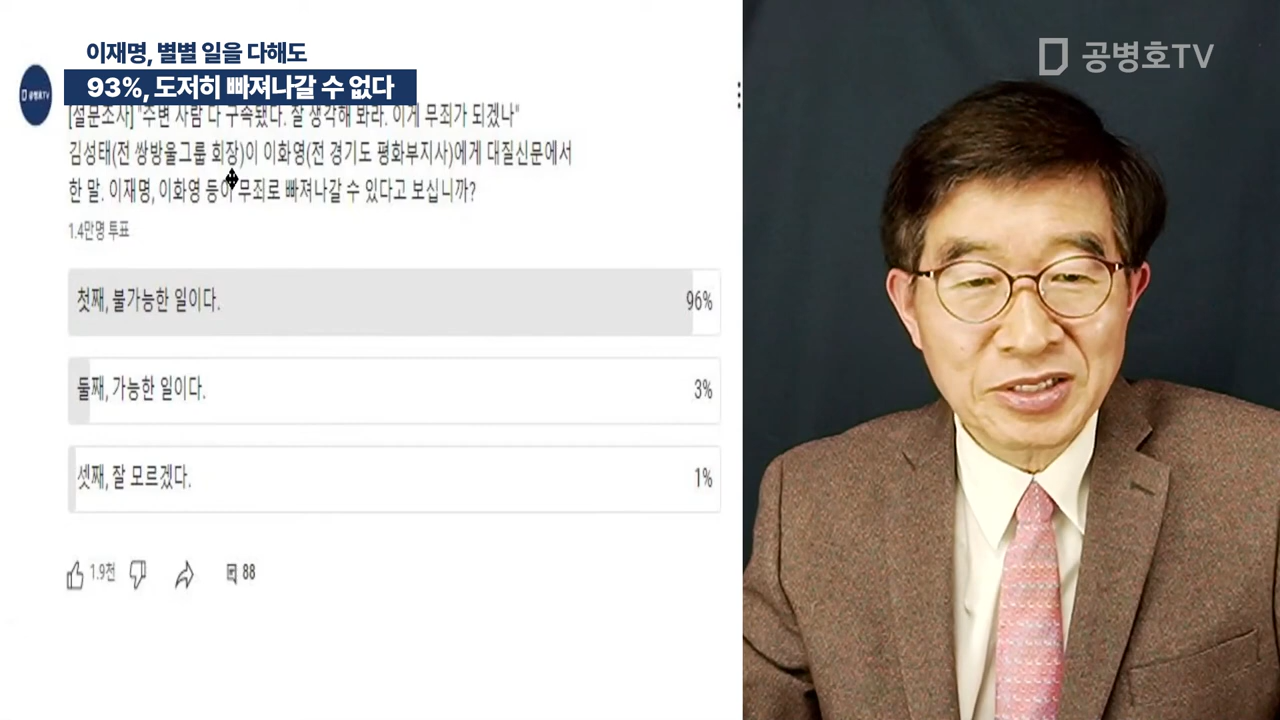 이재명, 별별 일을 다해도
93%, 도저히 빠져나갈 수 없다
공병호TV
공병호TV
[설문조사] "주변 사람 다 구속됐다. 잘 생각해 봐라. 이게 무죄가 되겠나"
김성태(전 쌍방울그룹 회장)이 이화영(전 경기도 평화부지사)에게 대질신문에서
한 말. 이재명, 이화영 등이 무죄로 빠져나갈 수 있다고 보십니까?
1.4만명 투표
첫째, 불가능한 일이다. 96%
둘째, 가능한 일이다. 3%
셋째, 잘 모르겠다. 1%
1.9천 88